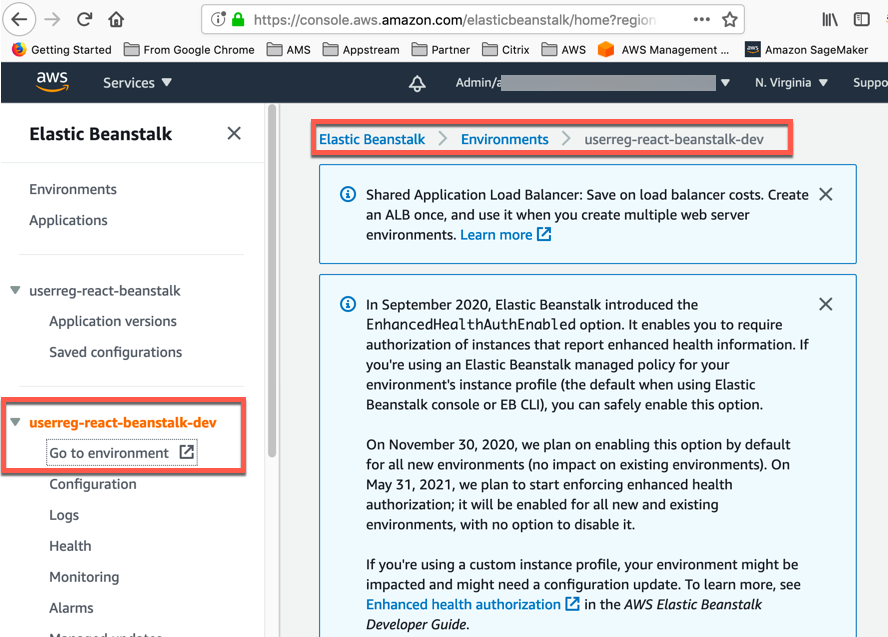 https://console.aws.amazon.com/elasticbeanstalk/home?region
Getting Started From Google Chrome AMS Appstream Partner Citrix AWS AWS Management ... Amazon SageMaker
aws Services Admin/a N. Virginia Suppo
Elastic Beanstalk
Environments
Applications
userreg-react-beanstalk
Application versions
Saved configurations
userreg-react-beanstalk-dev
Go to environment
Configuration
Logs
Health
Monitoring
Alarms
Managed updates
Elastic Beanstalk > Environments > userreg-react-beanstalk-dev
Shared Application Load Balancer: Save on load balancer costs. Create
an ALB once, and use it when you create multiple web server
environments. Learn more
In September 2020, Elastic Beanstalk introduced the
EnhancedHealthAuthEnabled option. It enables you to require
authorization of instances that report enhanced health information. If
you're using an Elastic Beanstalk managed policy for your
environment's instance profile (the default when using Elastic
Beanstalk console or EB CLI), you can safely enable this option.
On November 30, 2020, we plan on enabling this option by default
for all new environments (no impact on existing environments). On
May 31, 2021, we plan to start enforcing enhanced health
authorization; it will be enabled for all new and existing
environments, with no option to disable it.
If you're using a custom instance profile, your environment might be
impacted and might need a configuration update. To learn more, see
Enhanced health authorization in the AWS Elastic Beanstalk
Developer Guide.